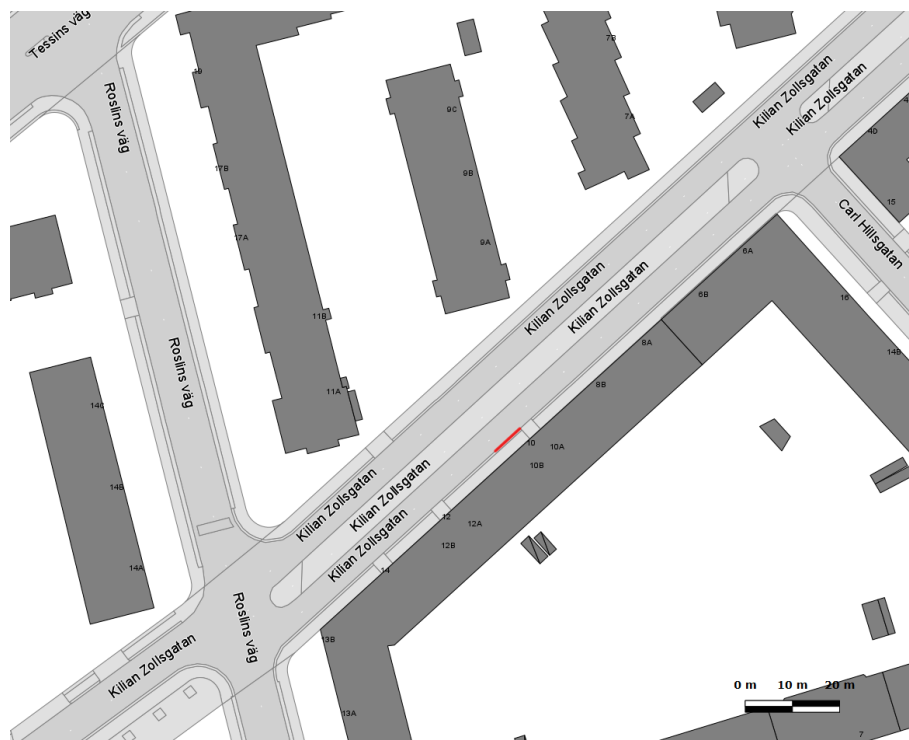 Tessins väg
Kilian Zollsgatan
Kilian Zollsgatan
7B
19
9C
7A
40
Roslins väg
17B
9B
15
Carl Hillsgatan
17A
9A
6A
Kilian Zollsgatan
Kilian Zollsgatan
6B
16
11B
8A
14B
Roslins väg
8B
11A
14C
10
10A
10B
Kilian Zollsgatan
Kilian Zollsgatan
Kilian Zollsgatan
14B
12
12A
12B
14A
14
Roslins väg
13B
Kilian Zollsgatan
0 m 10 m 20 m
13A
7